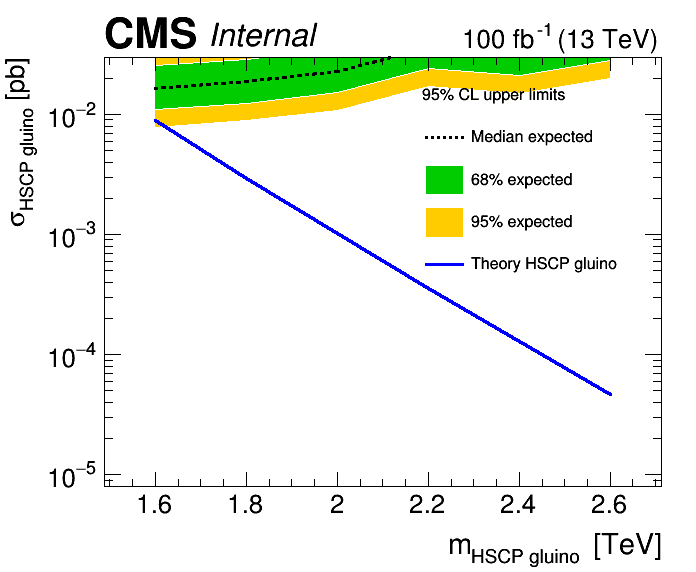 CMS Internal 100 fb⁻¹ (13 TeV)
σHSCP gluino [pb]
95% CL upper limits
Median expected
68% expected
95% expected
Theory HSCP gluino
10⁻²
10⁻³
10⁻⁴
10⁻⁵
1.6 1.8 2 2.2 2.4 2.6
mHSCP gluino [TeV]